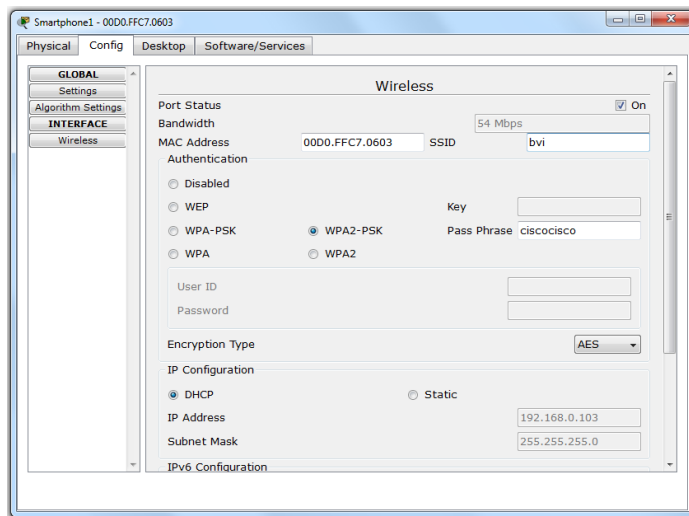 Smartphone1 - 00D0.FFC7.0603
Physical Config Desktop Software/Services
GLOBAL
Settings
Algorithm Settings
INTERFACE
Wireless
Wireless
Port Status On
Bandwidth 54 Mbps
MAC Address 00D0.FFC7.0603 SSID bvi
Authentication
Disabled
WEP Key
WPA-PSK WPA2-PSK Pass Phrase ciscocisco
WPA WPA2
User ID
Password
Encryption Type AES
IP Configuration
DHCP Static
IP Address 192.168.0.103
Subnet Mask 255.255.255.0
IPv6 Configuration